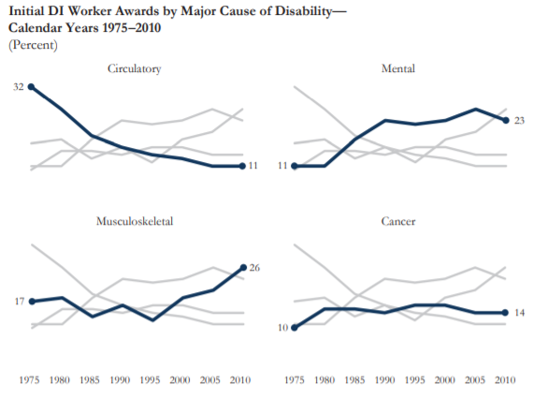 Initial DI Worker Awards by Major Cause of Disability—
Calendar Years 1975–2010
(Percent)
Circulatory
32
11
Mental
11
23
Musculoskeletal
17
26
Cancer
10
14
1975 1980 1985 1990 1995 2000 2005 2010
1975 1980 1985 1990 1995 2000 2005 2010